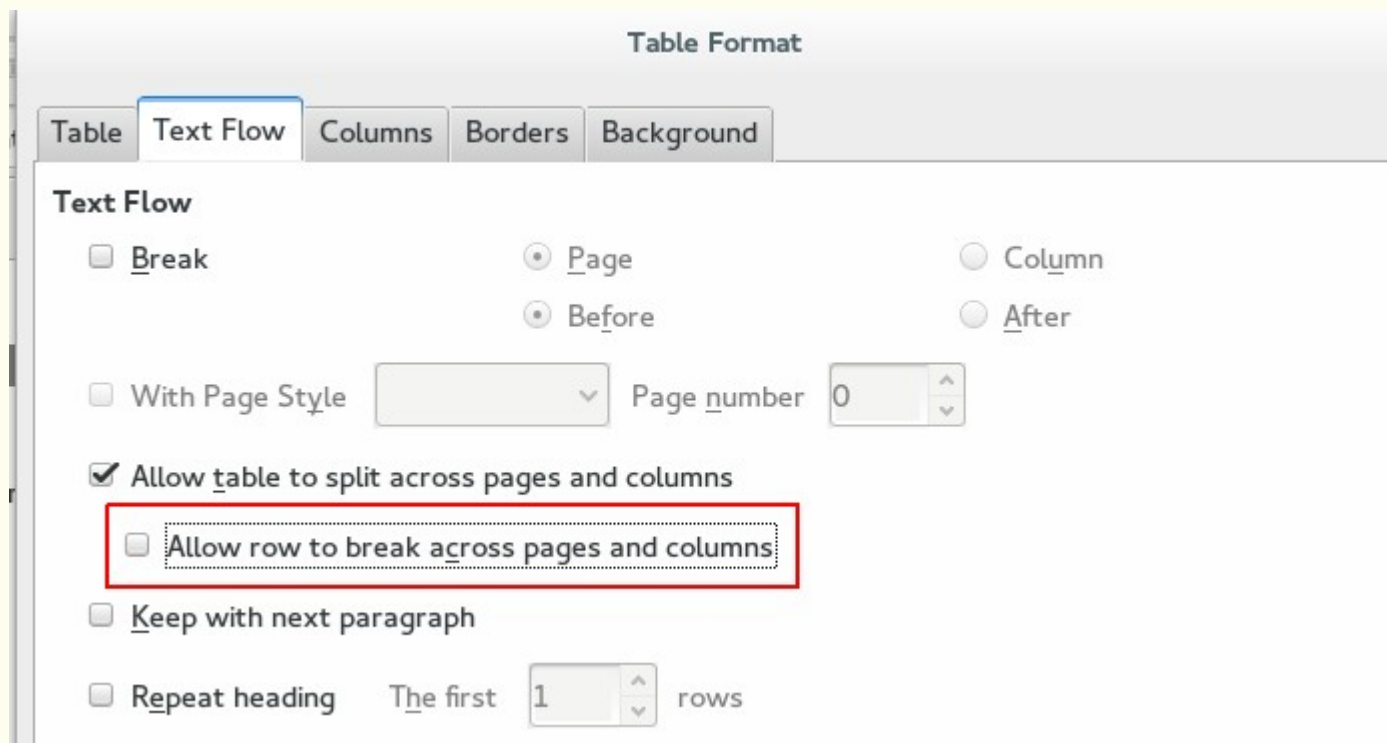 Table Format
Table Text Flow Columns Borders Background
Text Flow
Break Page Column
Before After
With Page Style Page number 0
Allow table to split across pages and columns
Allow row to break across pages and columns
Keep with next paragraph
Repeat heading The first 1 rows